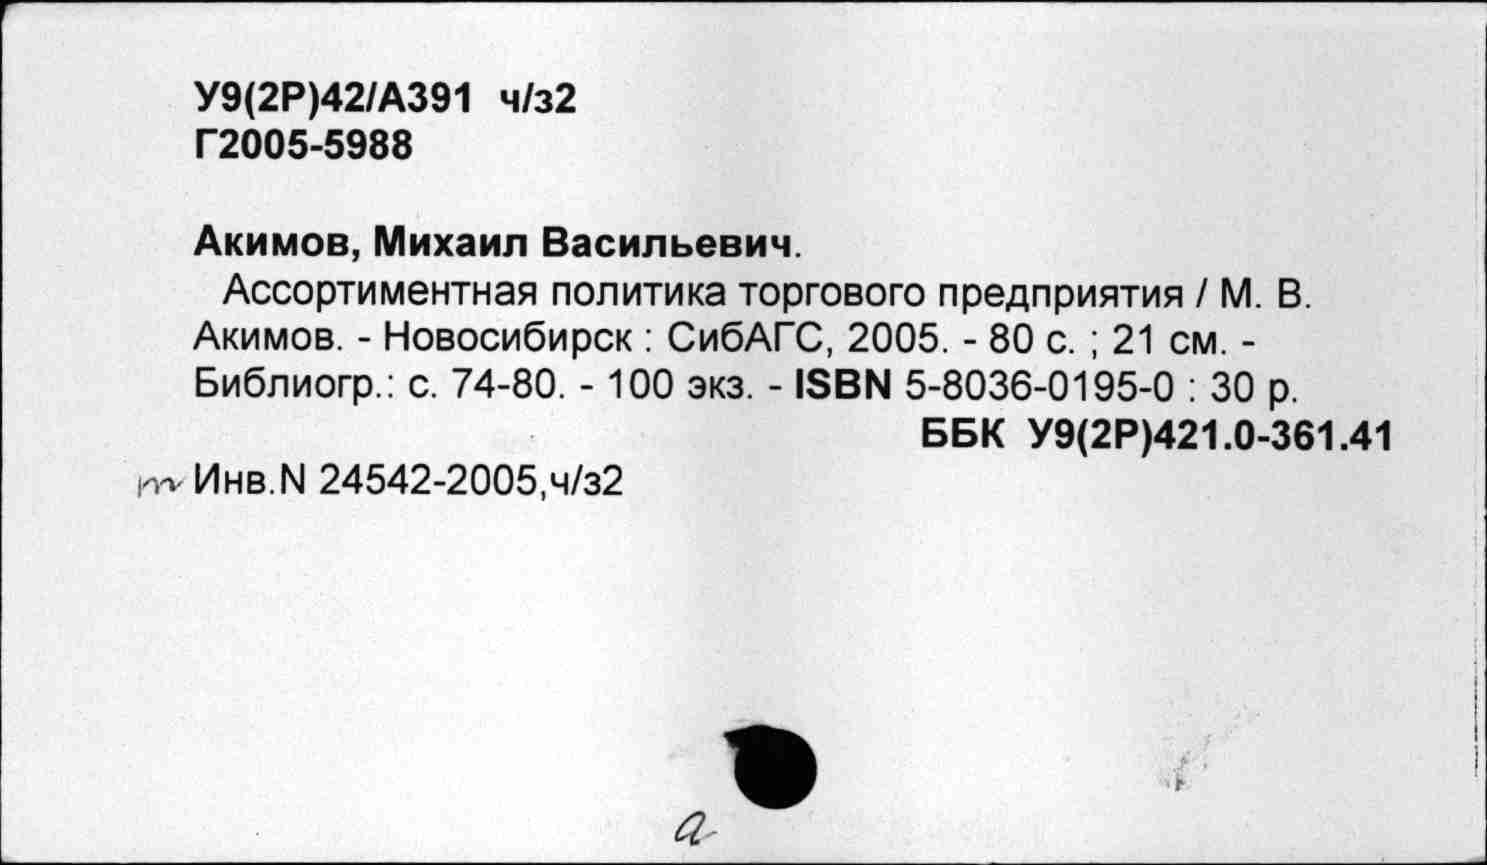 У9(2Р)42/А391 ч/з2
Г2005-5988
Акимов, Михаил Васильевич.
Ассортиментная политика торгового предприятия / М. В.
Акимов. - Новосибирск : СибАГС, 2005. - 80 с. ; 21 см. -
Библиогр.: с. 74-80. - 100 экз. - ISBN 5-8036-0195-0 : 30 р.
ББК У9(2Р)421.0-361.41
Инв.N 24542-2005,ч/з2
а